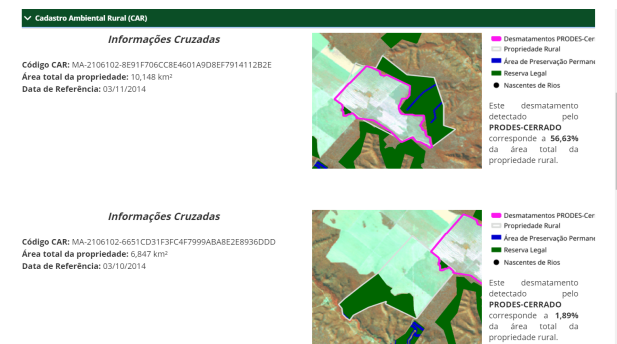 Cadastro Ambiental Rural (CAR)
Informações Cruzadas
Código CAR: MA-2106102-8E91F706CC8E4601A9D8EF7914112B2E
Área total da propriedade: 10,148 km²
Data de Referência: 03/11/2014
Desmatamentos PRODES-Cer
Propriedade Rural
Área de Preservação Permane
Reserva Legal
Nascentes de Rios
Este desmatamento
detectado pelo
PRODES-CERRADO
corresponde a 56,63%
da área total da
propriedade rural.
Informações Cruzadas
Código CAR: MA-2106102-6651CD31F3FC4F7999ABA8E2E8936DDD
Área total da propriedade: 6,847 km²
Data de Referência: 03/10/2014
Desmatamentos PRODES-Cer
Propriedade Rural
Área de Preservação Permane
Reserva Legal
Nascentes de Rios
Este desmatamento
detectado pelo
PRODES-CERRADO
corresponde a 1,89%
da área total da
propriedade rural.